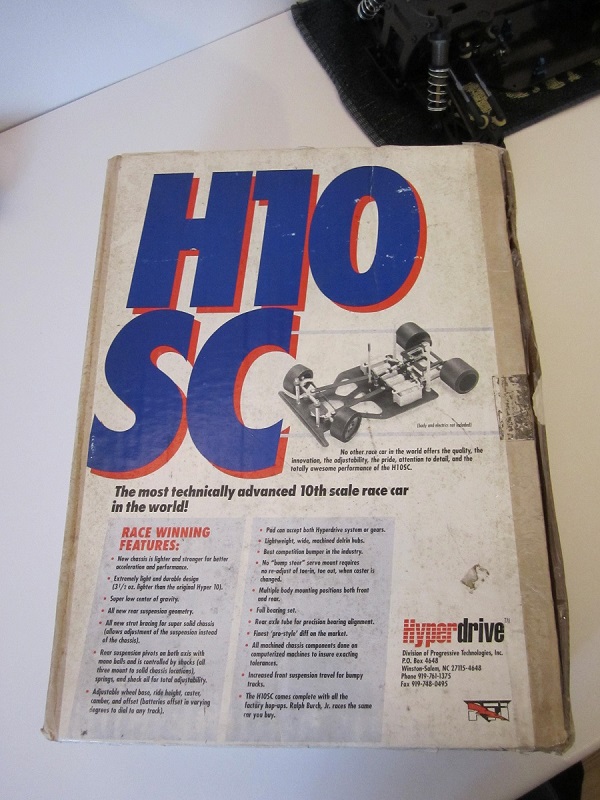 H10
SC
(body and electrics not included)
No other race car in the world offers the quality, the
innovation, the adjustability, the pride, attention to detail, and the
totally awesome performance of the H10SC.
The most technically advanced 10th scale race car
in the world!
RACE WINNING
FEATURES:
• New chassis is lighter and stronger for better
acceleration and performance.
• Extremely light and durable design
(3 1/2 oz. lighter than the original Hyper 10).
• Super low center of gravity.
• All new rear suspension geometry.
• All new strut bracing for super solid chassis
(allows adjustment of the suspension instead
of the chassis).
• Rear suspension pivots on both axis with
mono balls and is controlled by shocks (all
three mount to solid chassis locations),
springs, and shock oil for total adjustability.
• Adjustable wheel base, ride height, caster,
camber, and offset (batteries offset in varying
degrees to dial to any track).
• Pod can accept both Hyperdrive system or gears.
• Lightweight, wide, machined delrin hubs.
• Best competition bumper in the industry.
• No "bump steer" servo mount requires
no re-adjust of toe-in, toe out, when caster is
changed.
• Multiple body mounting positions both front
and rear.
• Full bearing set.
• Rear axle tube for precision bearing alignment.
• Finest 'pro-style' diff on the market.
• All machined chassis components done on
computerized machines to insure exacting
tolerances.
• Increased front suspension travel for bumpy
tracks.
• The H10SC comes complete with all the
factory hop-ups. Ralph Burch, Jr. races the same
car you buy.
Hyperdrive™
Division of Progressive Technologies, Inc.
P.O. Box 4648
Winston-Salem, NC 27115-4648
Phone 919-761-1375
Fax 919-748-0495